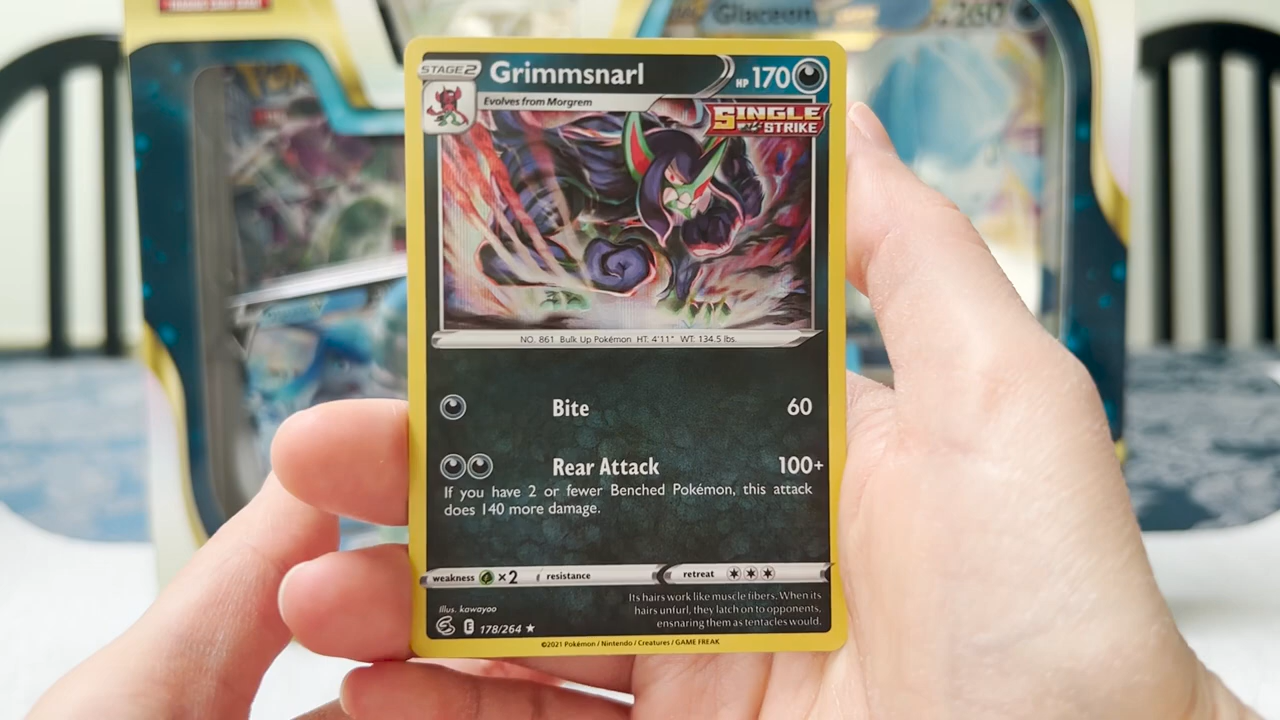 Glaceon
260
STAGE2
Grimmsnarl
HP 170
Evolves from Morgrem
SINGLE
STRIKE
NO. 861 Bulk Up Pokémon HT. 4'11" WT. 134.5 lbs.
Bite 60
Rear Attack 100+
If you have 2 or fewer Benched Pokémon, this attack
does 140 more damage.
weakness ×2 resistance retreat
Its hairs work like muscle fibers. When its
hairs unfurl, they latch on to opponents,
ensnaring them as tentacles would.
Illus. kawayoo
E 178/264 ★
©2021 Pokémon / Nintendo / Creatures / GAME FREAK